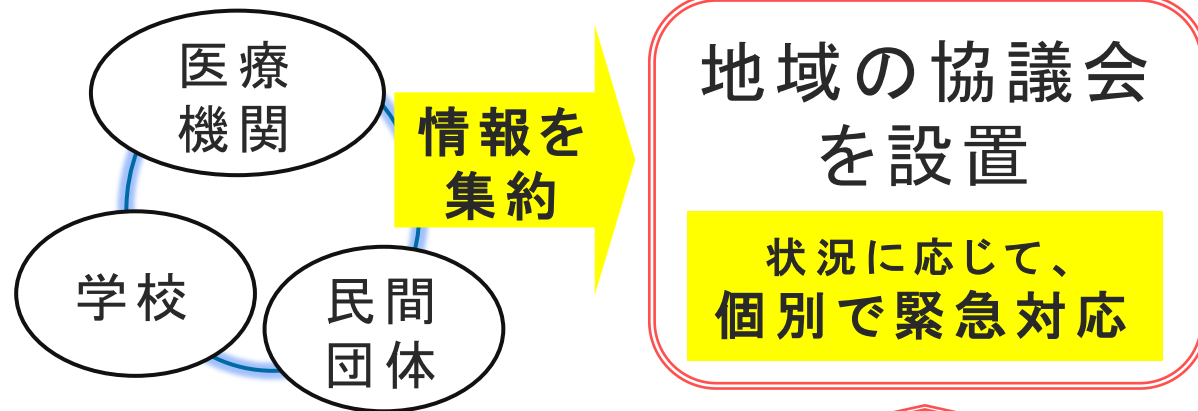 医療
機関
学校
民間
団体
情報を
集約
地域の協議会
を設置
状況に応じて、
個別で緊急対応